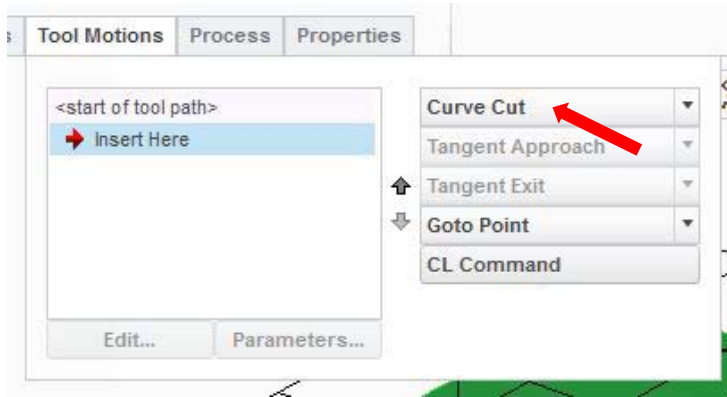 Tool Motions Process Properties
<start of tool path>
Insert Here
Curve Cut
Tangent Approach
Tangent Exit
Goto Point
CL Command
Edit... Parameters...